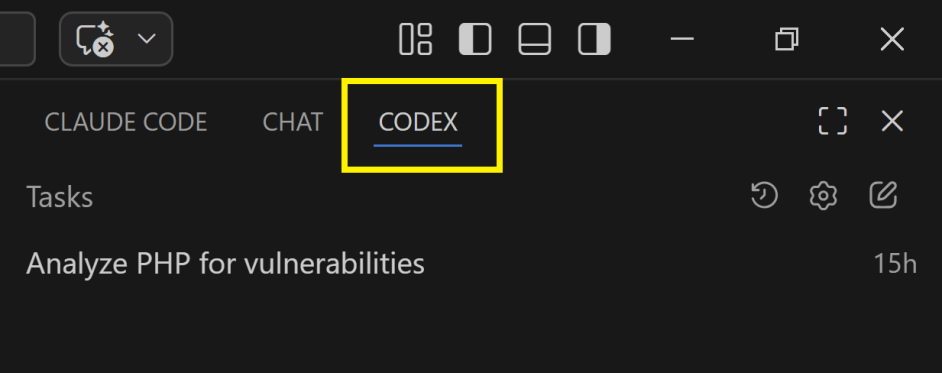 CLAUDE CODE CHAT CODEX
Tasks
Analyze PHP for vulnerabilities 15h